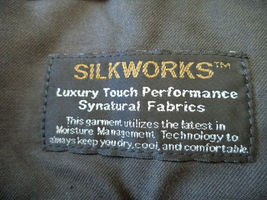 SILKWORKS™
Luxury Touch Performance
Synatural Fabrics
This garment utilizes the latest in
Moisture Management Technology to
always keep you dry, cool, and comfortable.